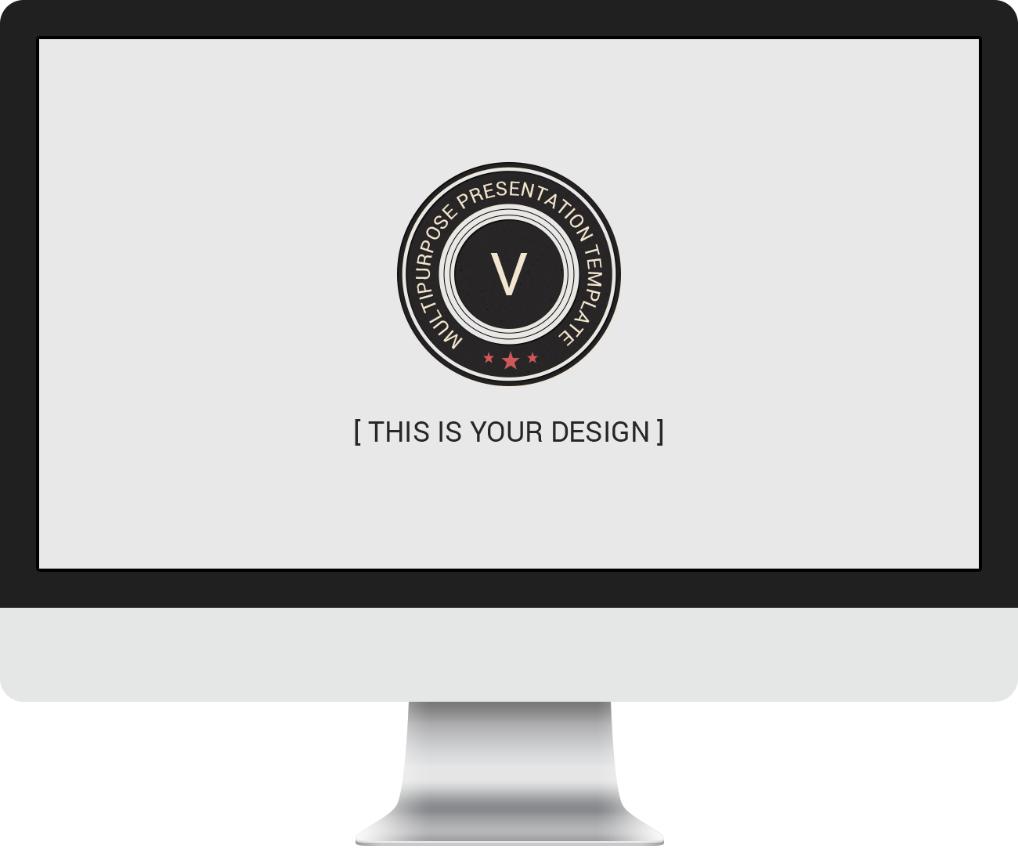 MULTIPURPOSE PRESENTATION TEMPLATE
V
[ THIS IS YOUR DESIGN ]